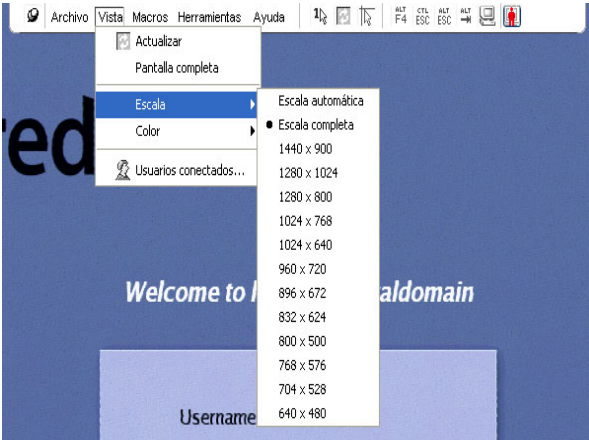 Archivo Vista Macros Herramientas Ayuda 1 ALT F4 CTL ESC ALT ESC ALT
Actualizar
Pantalla completa
Escala
Color
Usuarios conectados...
Escala automática
Escala completa
1440 x 900
1280 x 1024
1280 x 800
1024 x 768
1024 x 640
960 x 720
896 x 672
832 x 624
800 x 500
768 x 576
704 x 528
640 x 480
ed
Welcome to l aldomain
Username